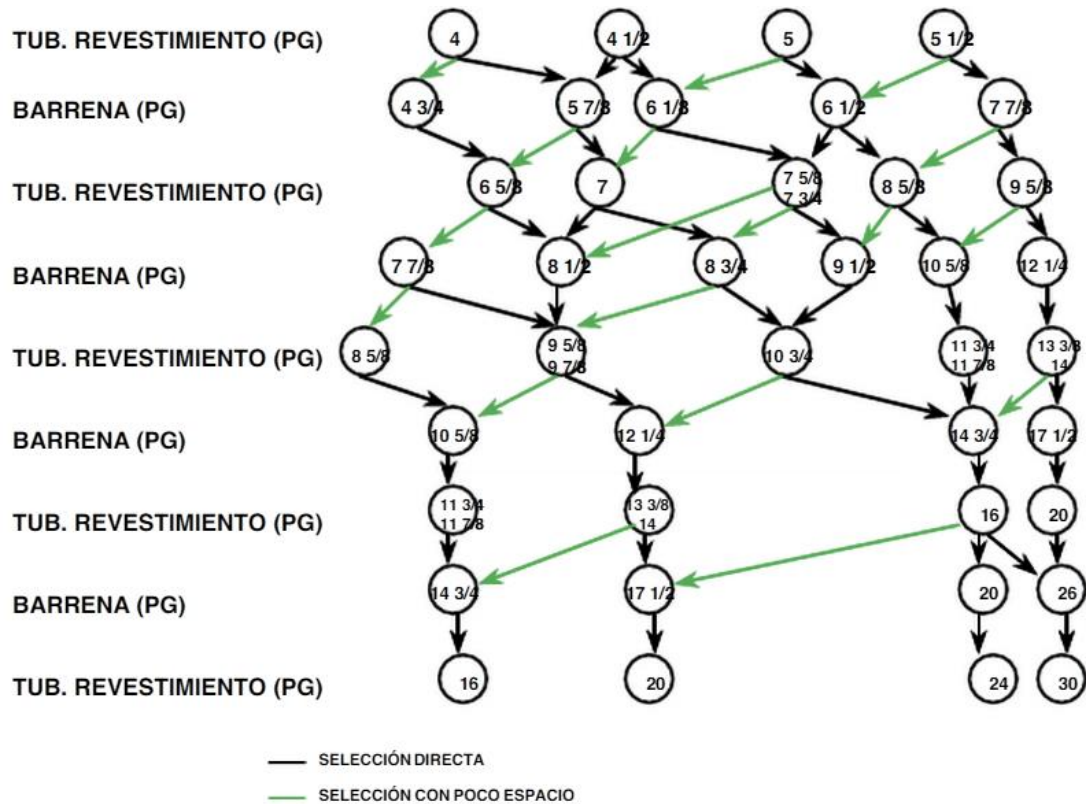 TUB. REVESTIMIENTO (PG) 4 4 1/2 5 5 1/2
BARRENA (PG) 4 3/4 5 7/8 6 1/8 6 1/2 7 7/8
TUB. REVESTIMIENTO (PG) 6 5/8 7 7 5/8 7 3/4 8 5/8 9 5/8
BARRENA (PG) 7 7/8 8 1/2 8 3/4 9 1/2 10 5/8 12 1/4
TUB. REVESTIMIENTO (PG) 8 5/8 9 5/8 9 7/8 10 3/4 11 3/4 11 7/8 13 3/8 14
BARRENA (PG) 10 5/8 12 1/4 14 3/4 17 1/2
TUB. REVESTIMIENTO (PG) 11 3/4 11 7/8 13 3/8 14 16 20
BARRENA (PG) 14 3/4 17 1/2 20 26
TUB. REVESTIMIENTO (PG) 16 20 24 30
SELECCIÓN DIRECTA
SELECCIÓN CON POCO ESPACIO